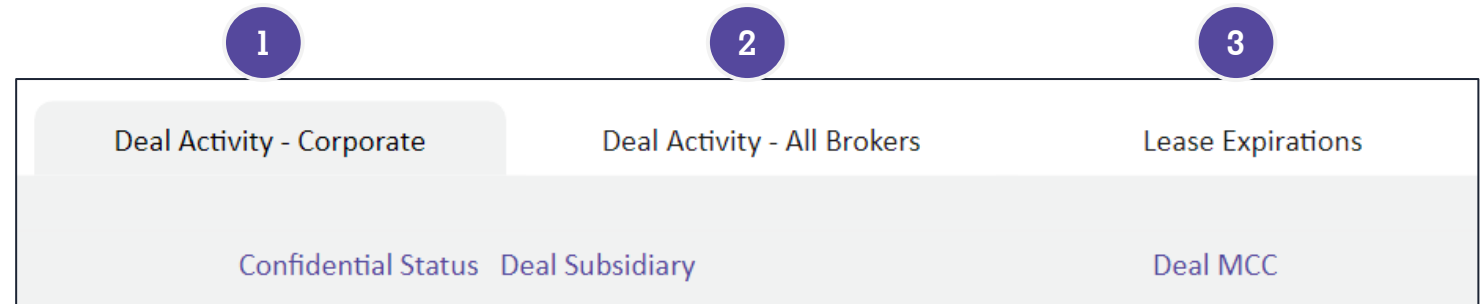 1 2 3
Deal Activity - Corporate Deal Activity - All Brokers Lease Expirations
Confidential Status Deal Subsidiary Deal MCC